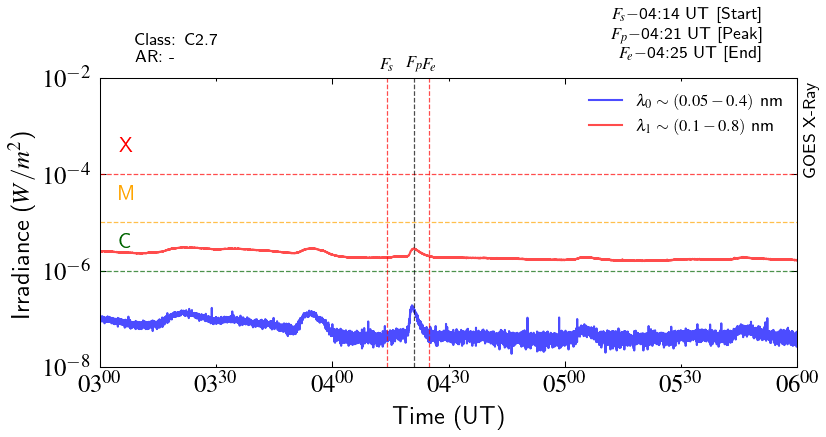 Fs−04:14 UT [Start]
Class: C2.7
Fp−04:21 UT [Peak]
AR: -
Fe−04:25 UT [End]
Fs Fp Fe
10⁻²
λ₀ ∼ (0.05 − 0.4) nm
λ₁ ∼ (0.1 − 0.8) nm
GOES X-Ray
X
10⁻⁴
M
C
10⁻⁶
10⁻⁸
Irradiance (W/m²)
03⁰⁰ 03³⁰ 04⁰⁰ 04³⁰ 05⁰⁰ 05³⁰ 06⁰⁰
Time (UT)